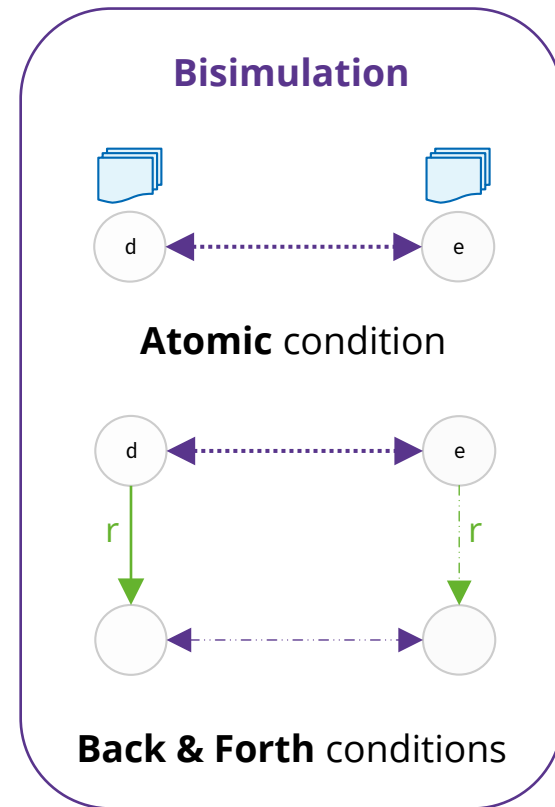 Bisimulation
d e
Atomic condition
d e
r r
Back & Forth conditions